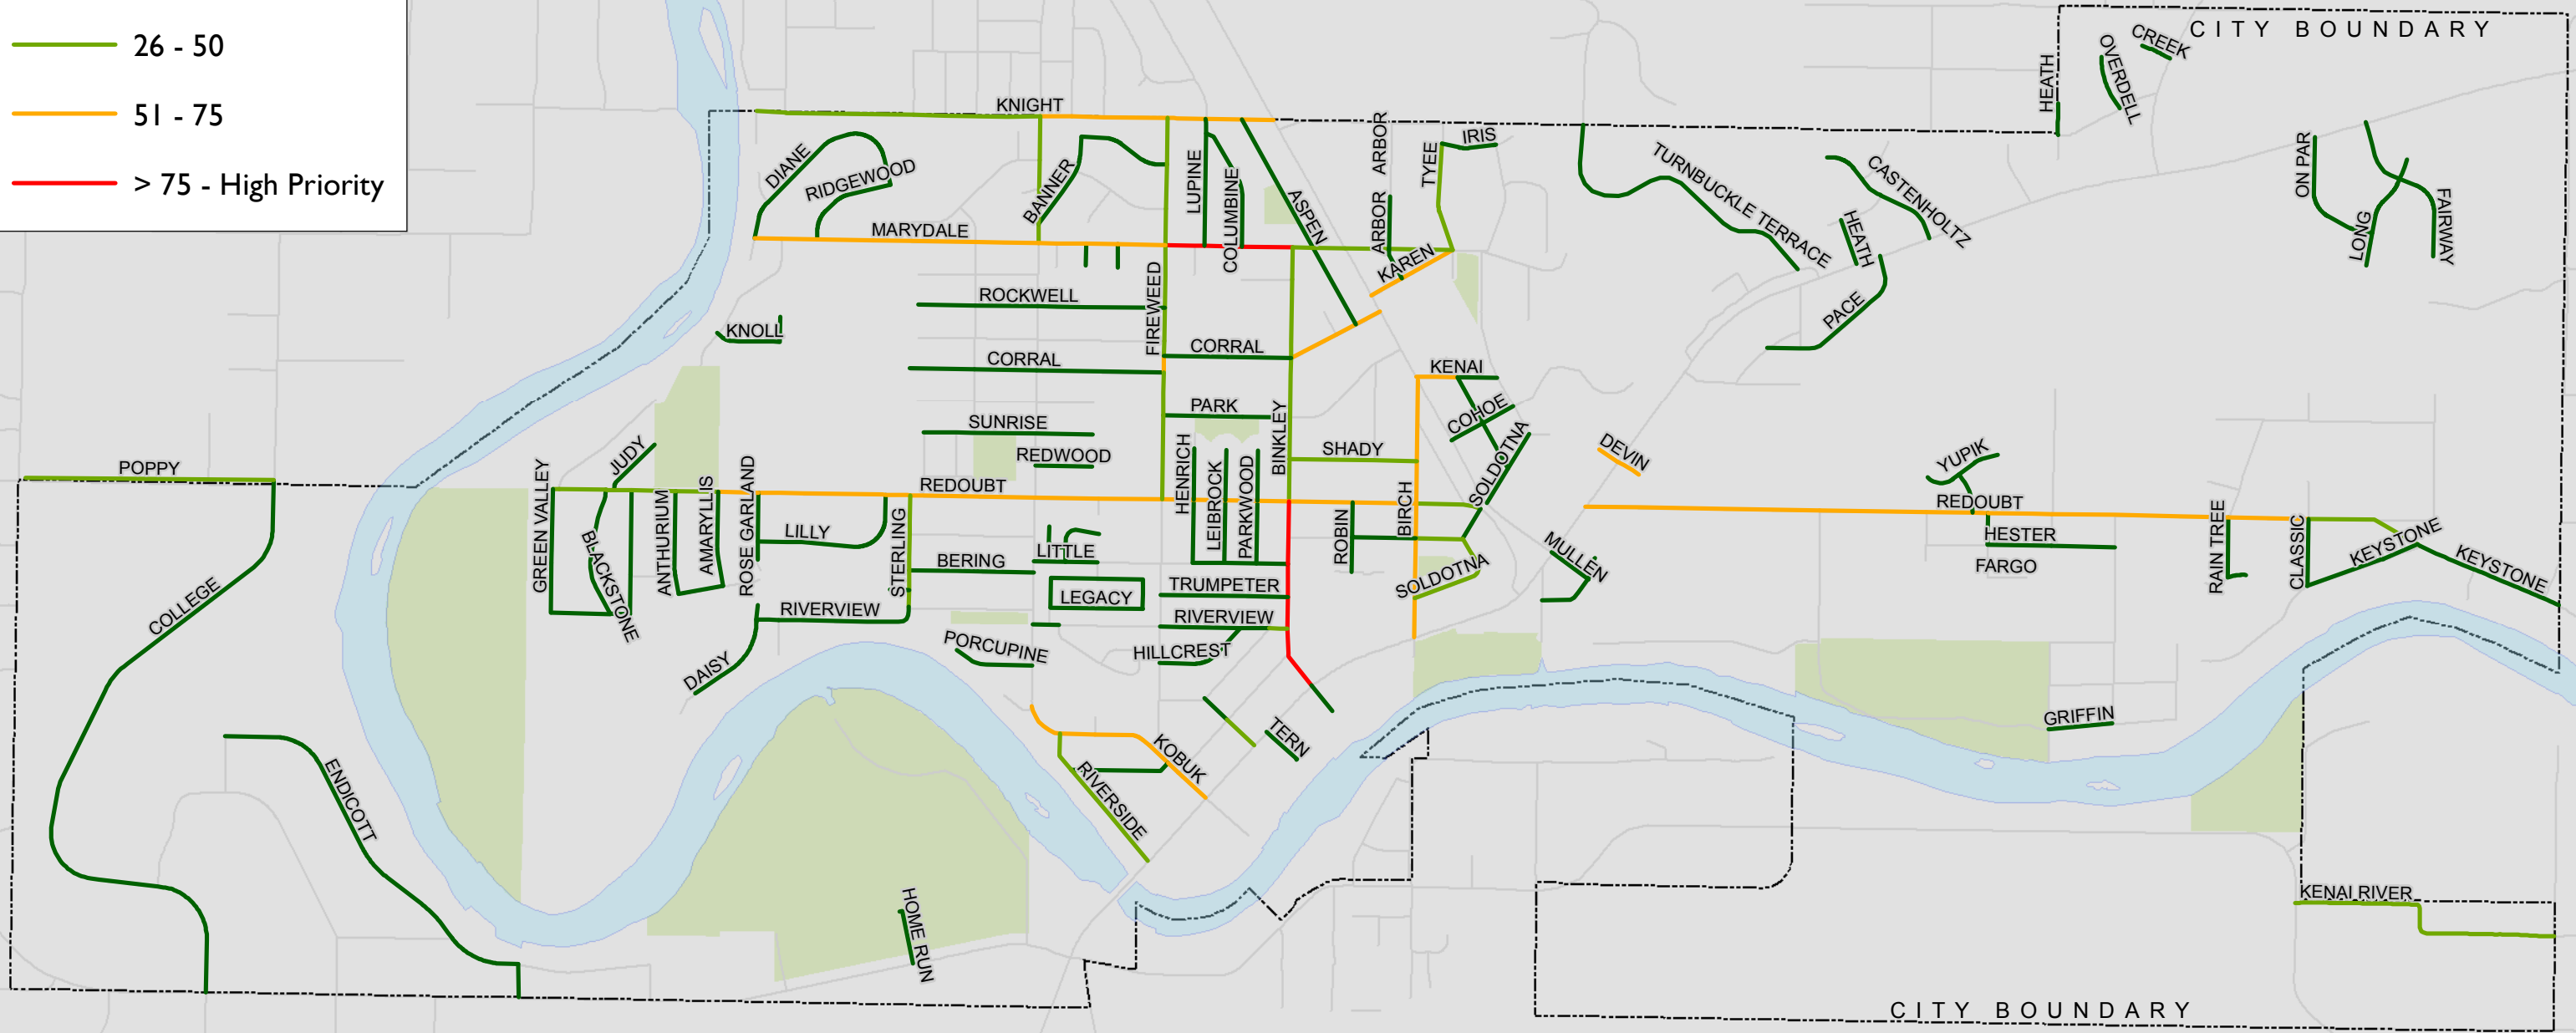 26 - 50
51 - 75
> 75 - High Priority
CITY BOUNDARY
CREEK
OVERDELL
HEATH
KNIGHT
ARBOR
IRIS
TYEE
DIANE
RIDGEWOOD
BANNER
LUPINE
COLUMBINE
ASPEN
ARBOR
TURNBUCKLE TERRACE
CASTENHOLTZ
ON PAR
LONG
FAIRWAY
HEATH
MARYDALE
KAREN
ROCKWELL
FIREWEED
PACE
KNOLL
CORRAL
CORRAL
KENAI
COHOE
PARK
BINKLEY
SUNRISE
REDWOOD
SHADY
SOLDOTNA
DEVIN
YUPIK
POPPY
JUDY
GREEN VALLEY
BLACKSTONE
ANTHURIUM
AMARYLLIS
ROSE GARLAND
REDOUBT
HENRICH
LEIBROCK
PARKWOOD
BIRCH
ROBIN
REDOUBT
LILLY
STERLING
LITTLE
BERING
MULLEN
HESTER
FARGO
RAIN TREE
CLASSIC
KEYSTONE
KEYSTONE
SOLDOTNA
TRUMPETER
LEGACY
COLLEGE
RIVERVIEW
RIVERVIEW
PORCUPINE
HILLCREST
DAISY
GRIFFIN
TERN
KOBUK
RIVERSIDE
ENDICOTT
HOME RUN
KENAI RIVER
CITY BOUNDARY